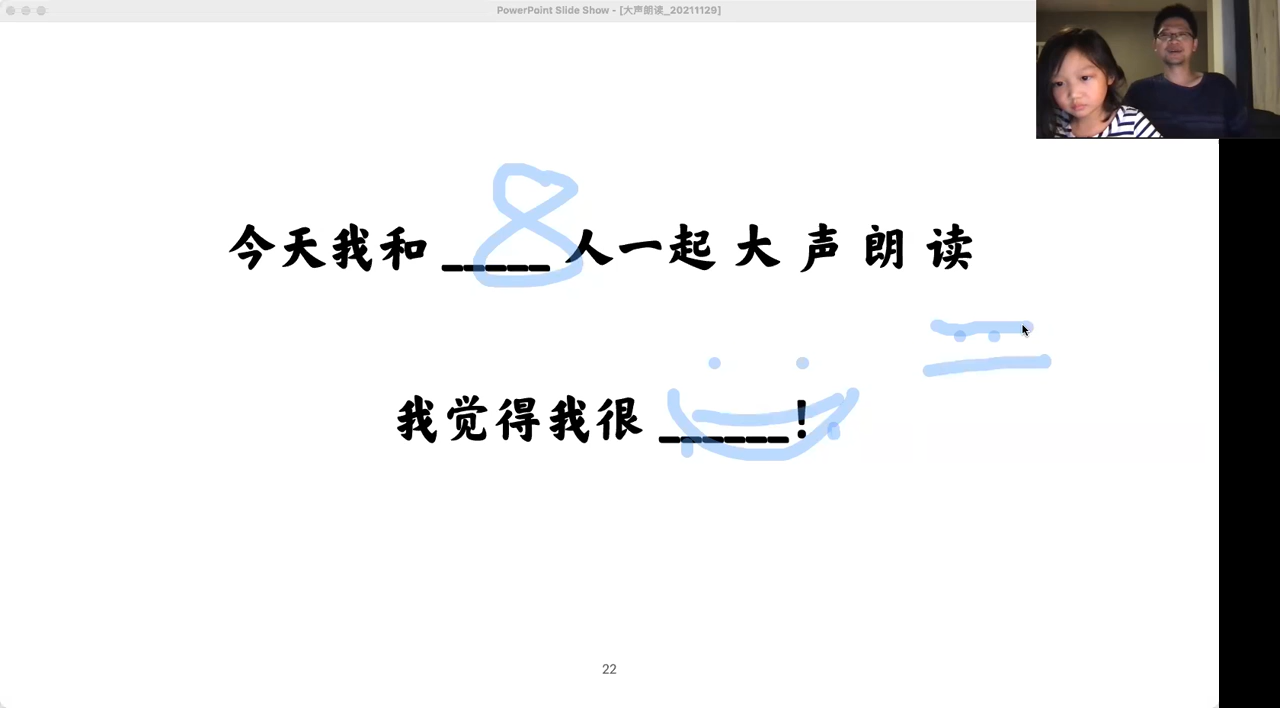 PowerPoint Slide Show - [大声朗读_20211129]
今天我和 _____ 人一起 大 声 朗 读
8
我觉得我很 ______!
22